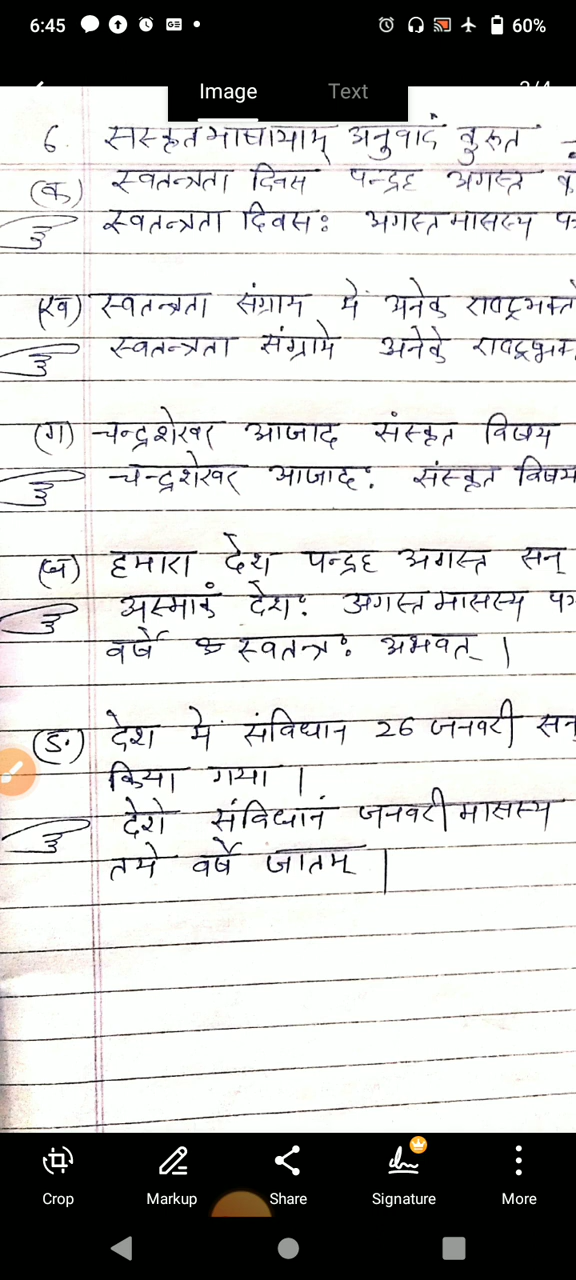 6:45
60%
Image Text
6. संस्कृतभाषायाम् अनुवादं कुरुत -
(क) स्वतन्त्रता दिवस पन्द्रह अगस्त
स्वतन्त्रता दिवसः अगस्तमासस्य
(ख) स्वतन्त्रता संग्राम में अनेक राष्ट्रभक्तो
स्वतन्त्रता संग्रामे अनेके राष्ट्रभक्
(ग) चन्द्रशेखर आजाद संस्कृत विषय
चन्द्रशेखर आजादः संस्कृत विषय
(घ) हमारा देश पन्द्रह अगस्त सन्
अस्माकं देशः अगस्तमासस्य
वर्षे स्वतन्त्रः अभवत् |
(ङ) देश में संविधान 26 जनवरी सन्
किया गया |
देशे संविधानं जनवरीमासस्य
तमे वर्षे जातम् |
Crop Markup Share Signature More